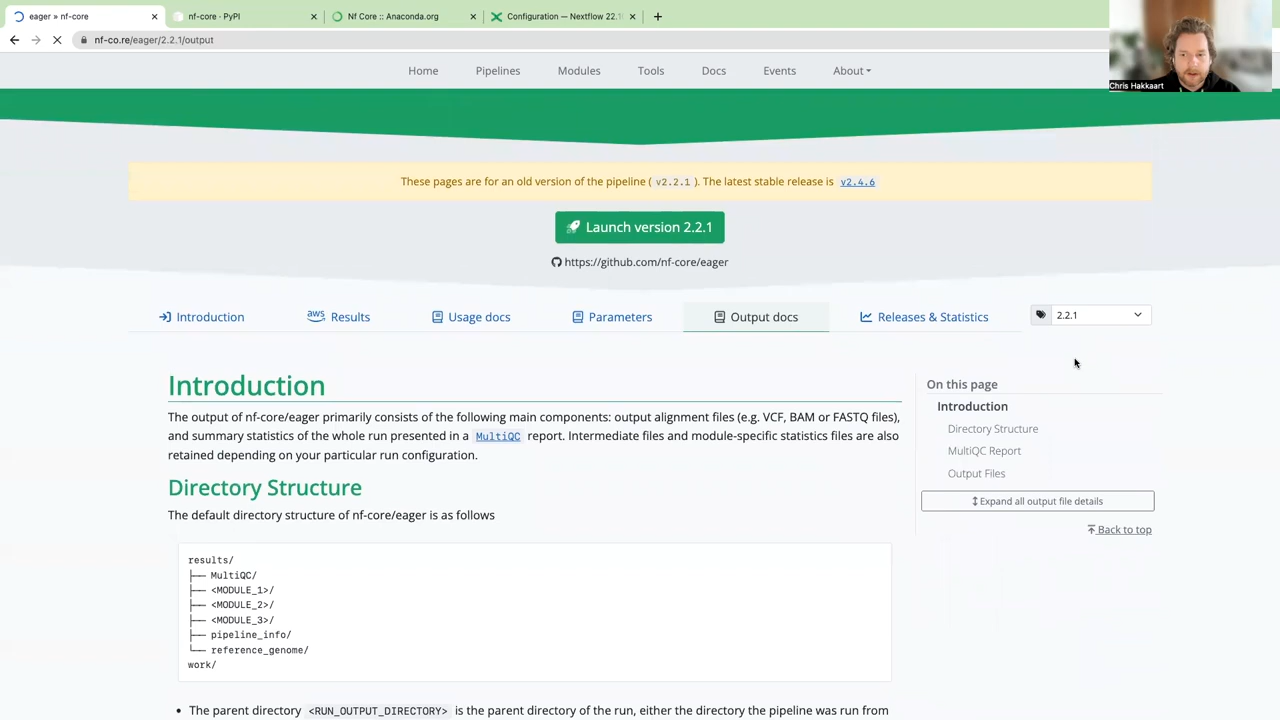 eager » nf-core
nf-core · PyPI
Nf Core :: Anaconda.org
Configuration — Nextflow 22.1
nf-co.re/eager/2.2.1/output
Home Pipelines Modules Tools Docs Events About
Chris Hakkaart
These pages are for an old version of the pipeline ( v2.2.1 ). The latest stable release is v2.4.6
Launch version 2.2.1
https://github.com/nf-core/eager
Introduction aws Results Usage docs Parameters Output docs Releases & Statistics 2.2.1
Introduction
The output of nf-core/eager primarily consists of the following main components: output alignment files (e.g. VCF, BAM or FASTQ files),
and summary statistics of the whole run presented in a MultiQC report. Intermediate files and module-specific statistics files are also
retained depending on your particular run configuration.
Directory Structure
The default directory structure of nf-core/eager is as follows
results/
├── MultiQC/
├── <MODULE_1>/
├── <MODULE_2>/
├── <MODULE_3>/
├── pipeline_info/
└── reference_genome/
work/
• The parent directory <RUN_OUTPUT_DIRECTORY> is the parent directory of the run, either the directory the pipeline was run from
On this page
Introduction
Directory Structure
MultiQC Report
Output Files
Expand all output file details
Back to top